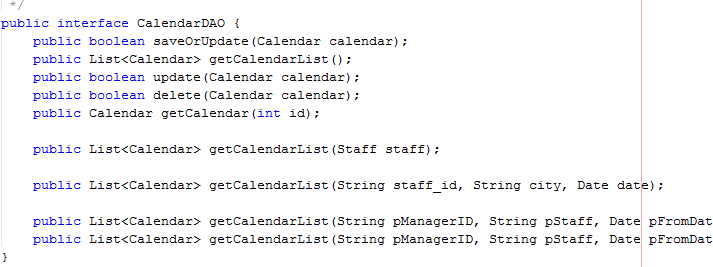 */
public interface CalendarDAO {
public boolean saveOrUpdate(Calendar calendar);
public List<Calendar> getCalendarList();
public boolean update(Calendar calendar);
public boolean delete(Calendar calendar);
public Calendar getCalendar(int id);
public List<Calendar> getCalendarList(Staff staff);
public List<Calendar> getCalendarList(String staff_id, String city, Date date);
public List<Calendar> getCalendarList(String pManagerID, String pStaff, Date pFromDat
public List<Calendar> getCalendarList(String pManagerID, String pStaff, Date pFromDat
}